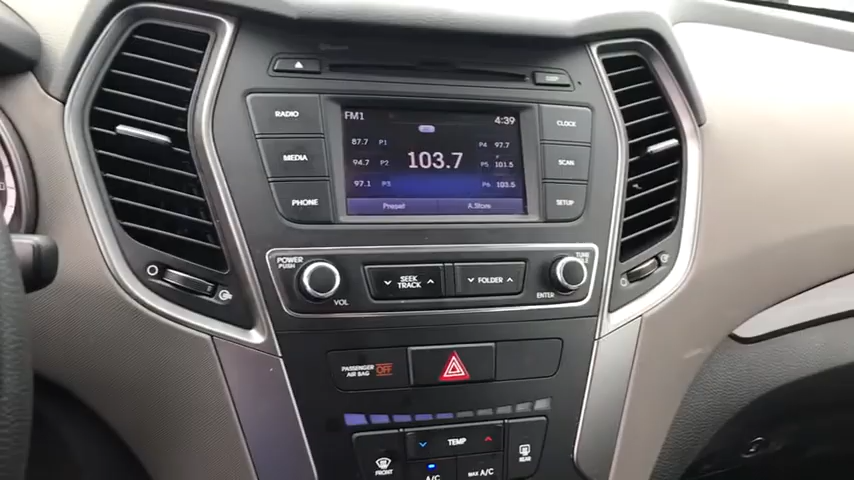 DISP
RADIO
MEDIA
PHONE
FM1
4:39
87.7 P1
94.7 P2
97.1 P3
103.7
P4 97.7
P5 101.5
P6 103.5
Preset
A.Store
CLOCK
SCAN
SETUP
POWER
PUSH
VOL
SEEK
TRACK
FOLDER
TUNE
ENTER
PASSENGER
AIR BAG
OFF
TEMP
FRONT
A/C
MAX A/C
REAR